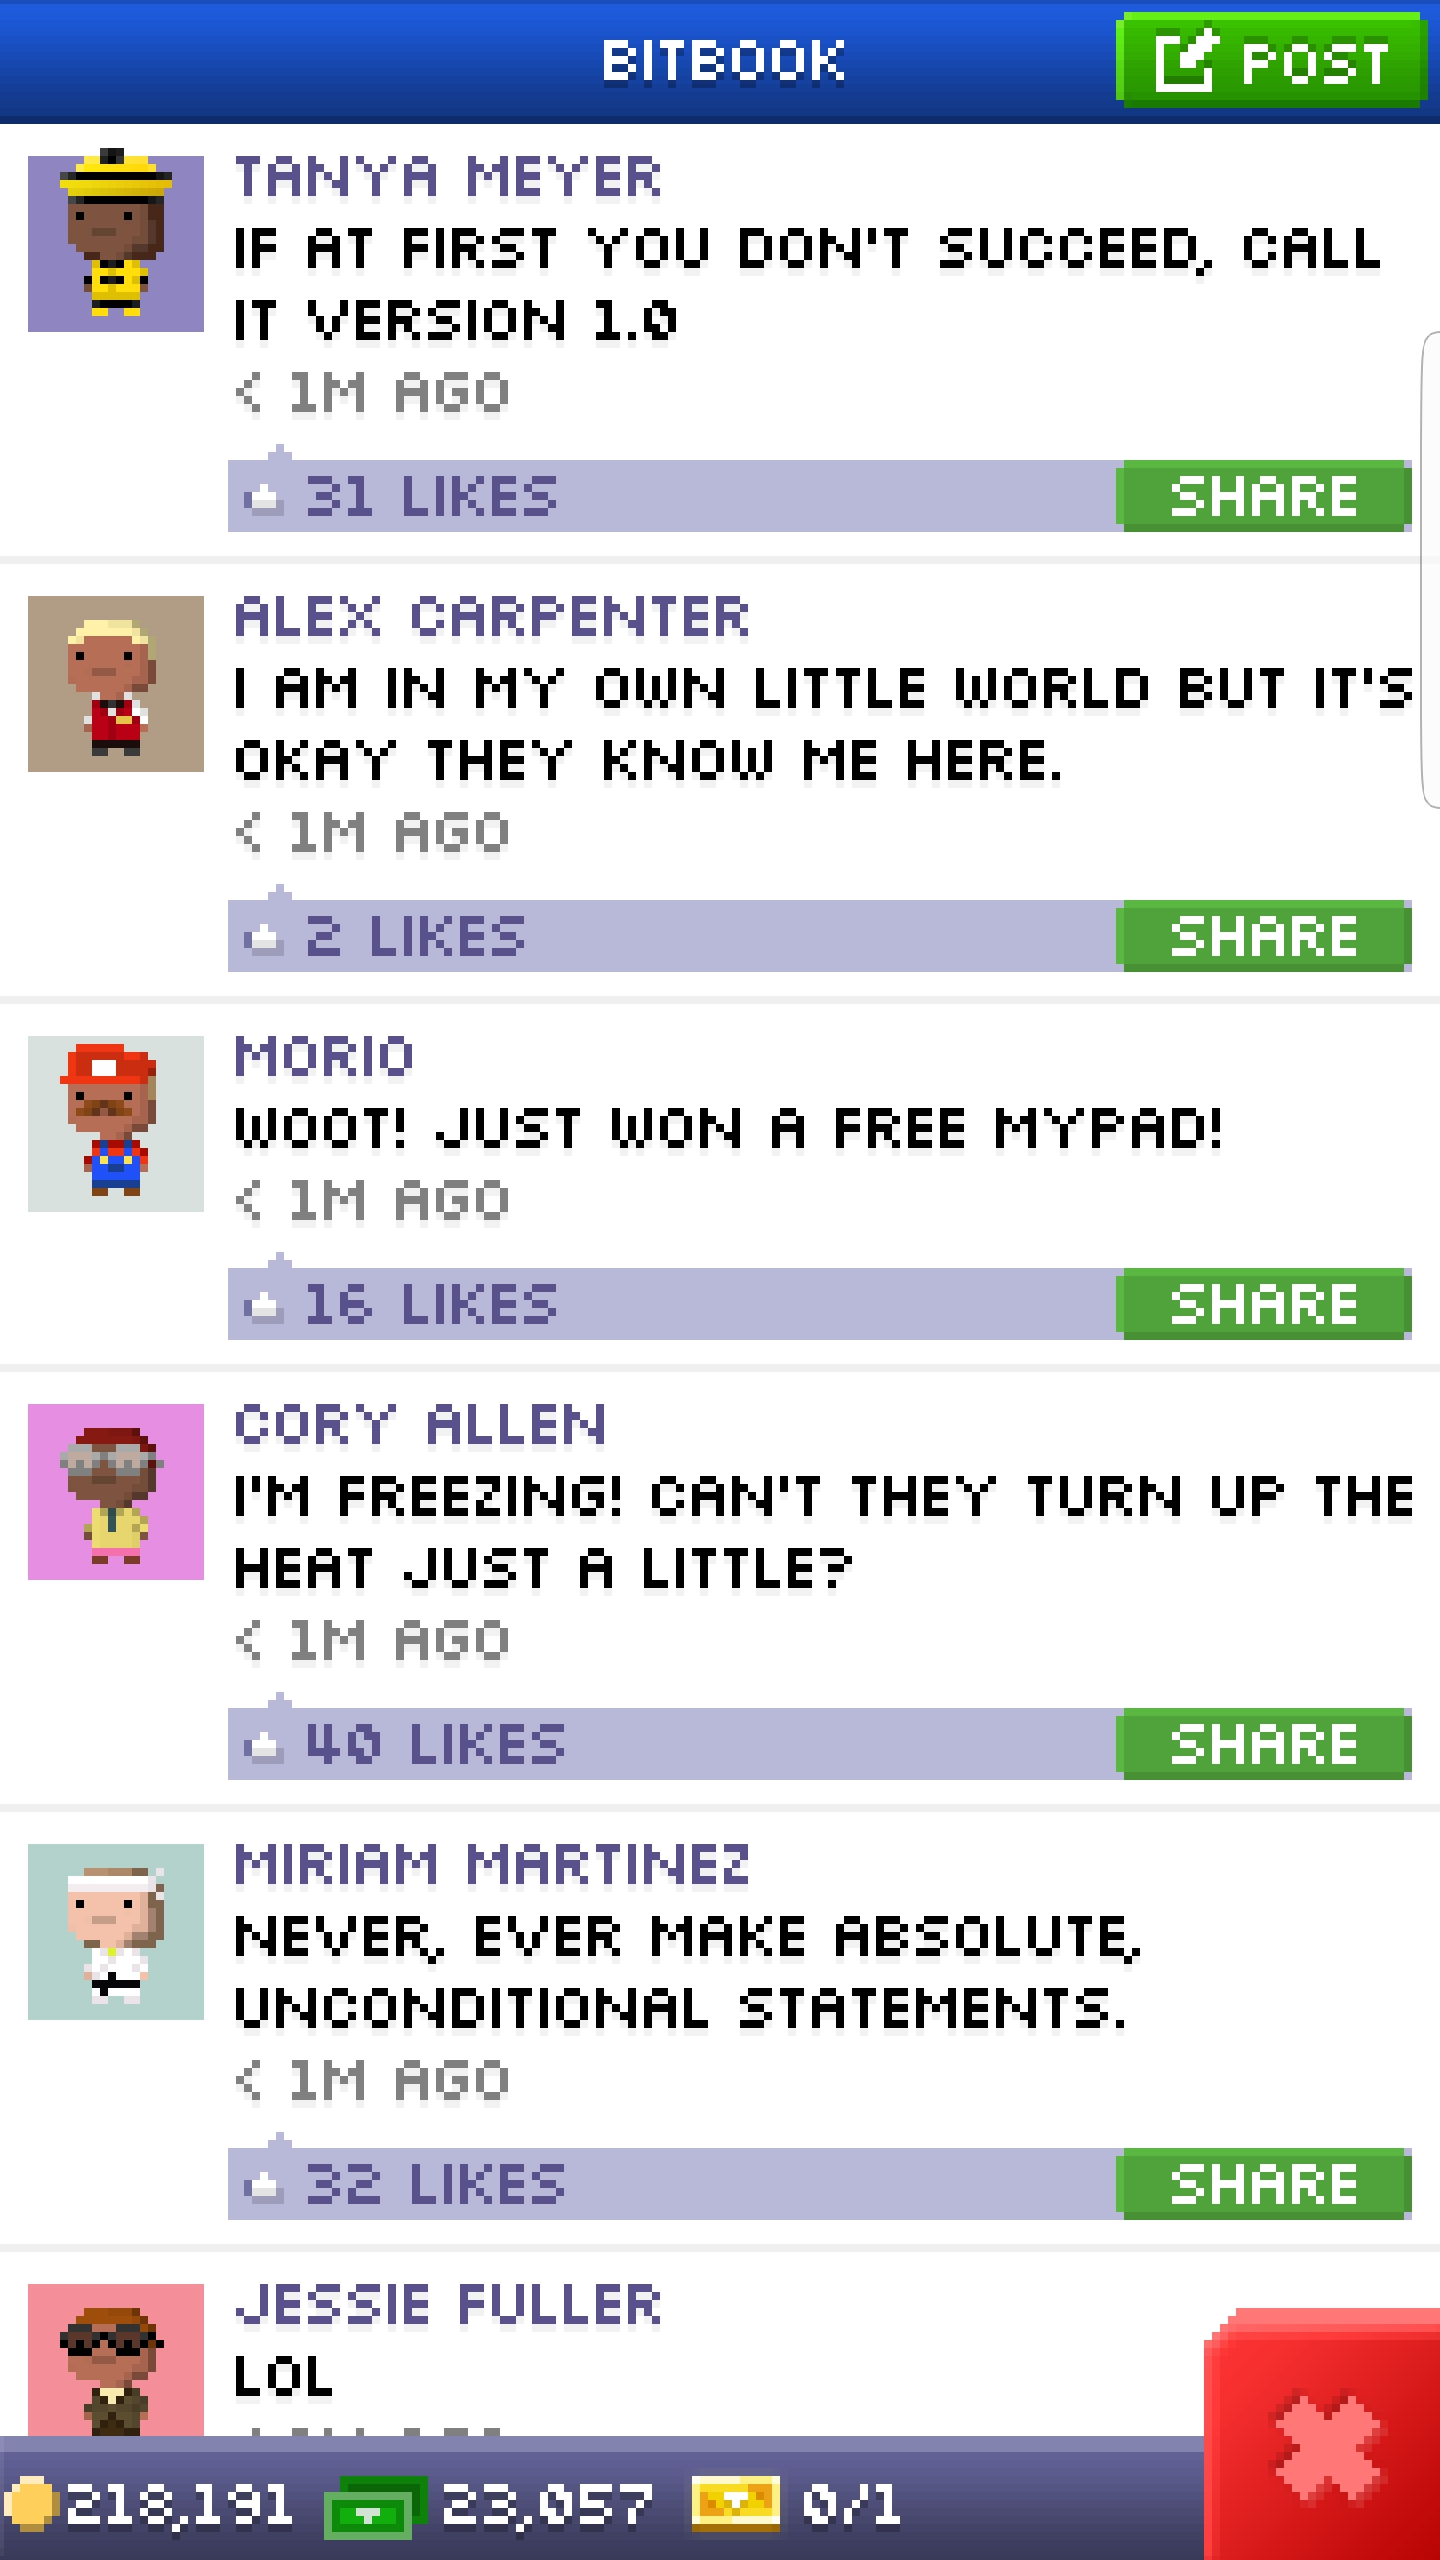 BITBOOK
POST
TANYA MEYER
IF AT FIRST YOU DON'T SUCCEED, CALL
IT VERSION 1.0
< 1M AGO
31 LIKES
SHARE
ALEX CARPENTER
I AM IN MY OWN LITTLE WORLD BUT IT'S
OKAY THEY KNOW ME HERE.
< 1M AGO
2 LIKES
SHARE
MORIO
WOOT! JUST WON A FREE MYPAD!
< 1M AGO
16 LIKES
SHARE
CORY ALLEN
I'M FREEZING! CAN'T THEY TURN UP THE
HEAT JUST A LITTLE?
< 1M AGO
40 LIKES
SHARE
MIRIAM MARTINEZ
NEVER, EVER MAKE ABSOLUTE,
UNCONDITIONAL STATEMENTS.
< 1M AGO
32 LIKES
SHARE
JESSIE FULLER
LOL
218,191
23,057
0/1